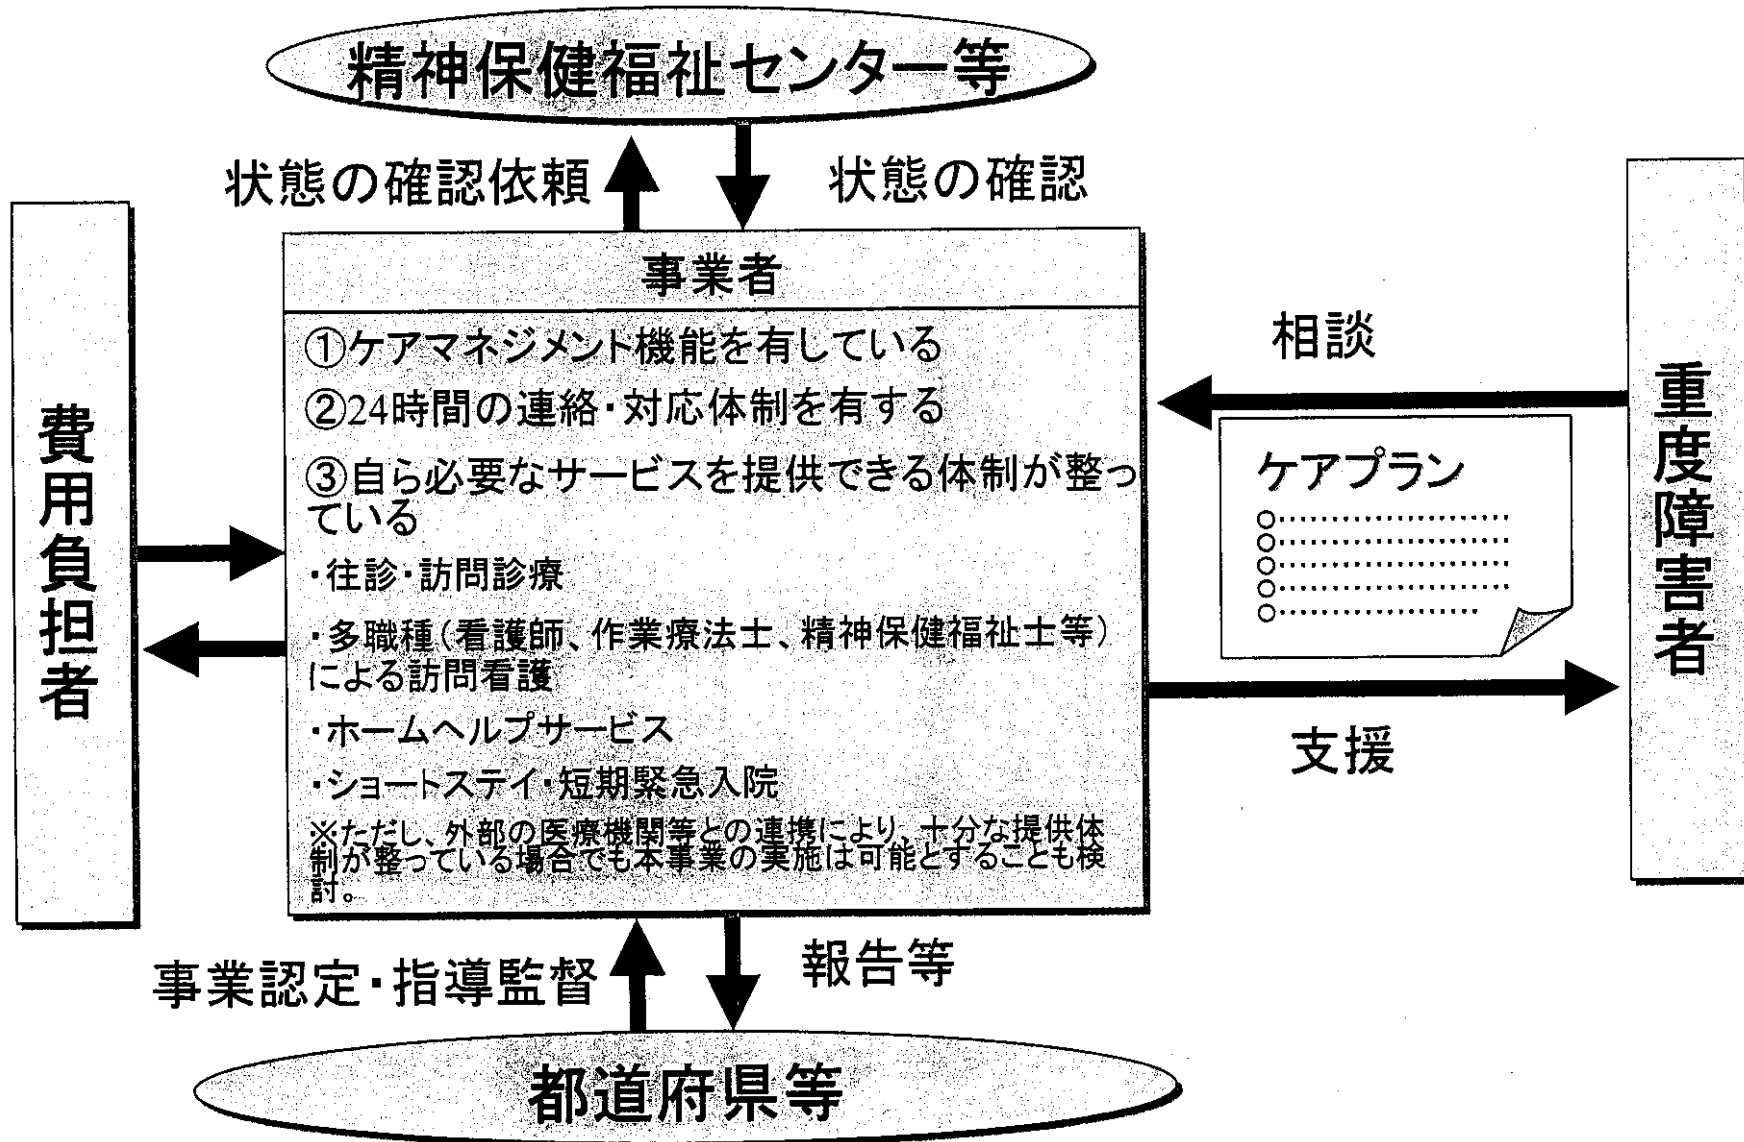 精神保健福祉センター等
状態の確認依頼
状態の確認
費用負担者
事業者
①ケアマネジメント機能を有している
②24時間の連絡・対応体制を有する
③自ら必要なサービスを提供できる体制が整っ
ている
・往診・訪問診療
・多職種（看護師、作業療法士、精神保健福祉士等）
による訪問看護
・ホームヘルプサービス
・ショートステイ・短期緊急入院
※ただし、外部の医療機関等との連携により、十分な提供体
制が整っている場合でも本事業の実施は可能とすることも検
討。
相談
ケアプラン
支援
重度障害者
事業認定・指導監督
報告等
都道府県等